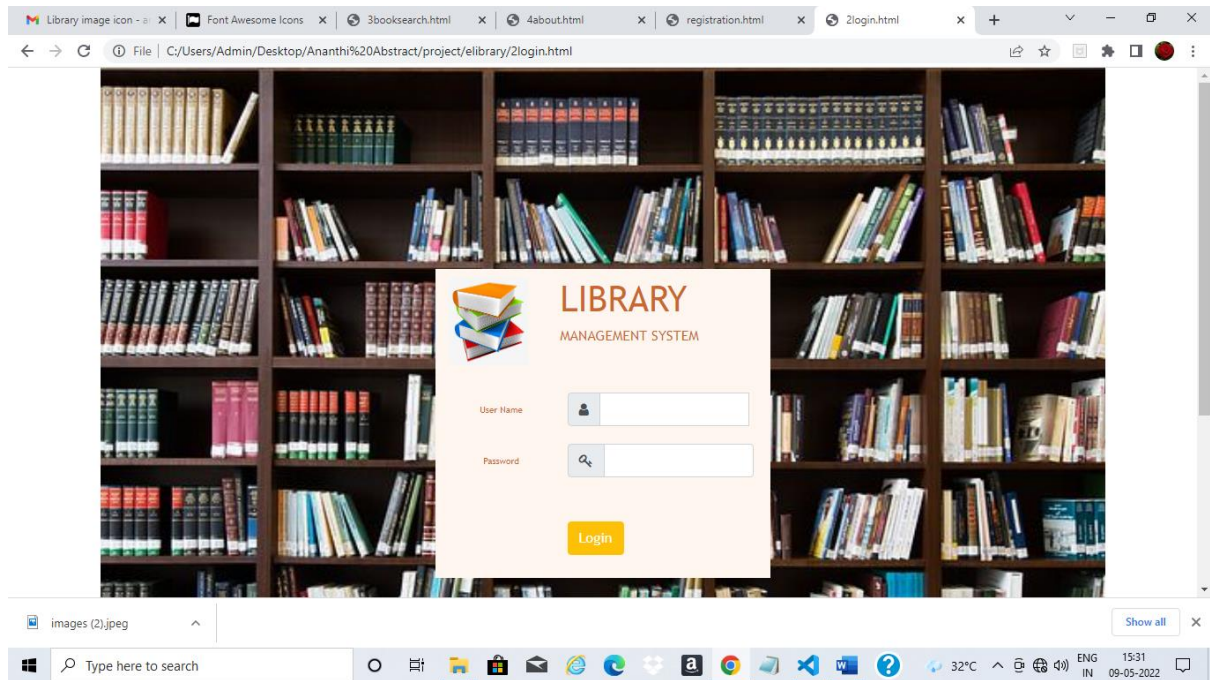 Library image icon - a
Font Awesome Icons
3booksearch.html
4about.html
registration.html
2login.html
File | C:/Users/Admin/Desktop/Ananthi%20Abstract/project/elibrary/2login.html
LIBRARY
MANAGEMENT SYSTEM
User Name
Password
Login
images (2).jpeg
Show all
Type here to search
a
32°C
ENG
IN
15:31
09-05-2022